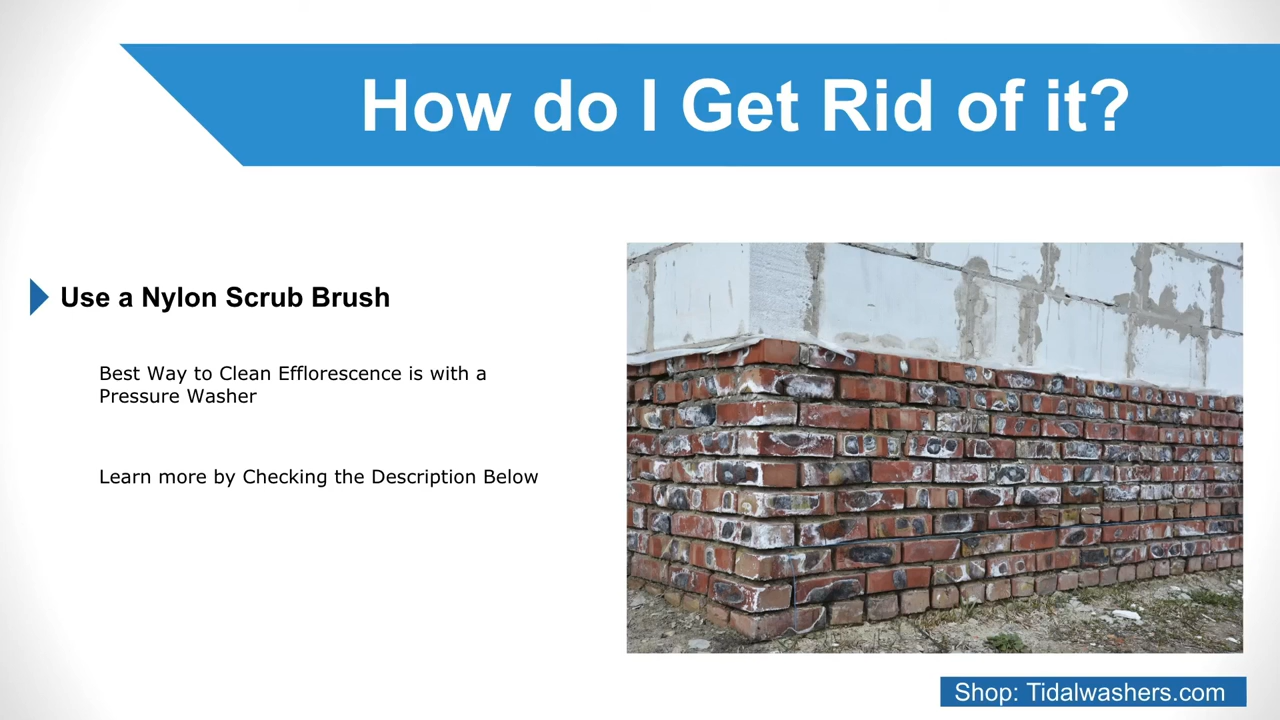 How do I Get Rid of it?
Use a Nylon Scrub Brush
Best Way to Clean Efflorescence is with a
Pressure Washer
Learn more by Checking the Description Below
Shop: Tidalwashers.com